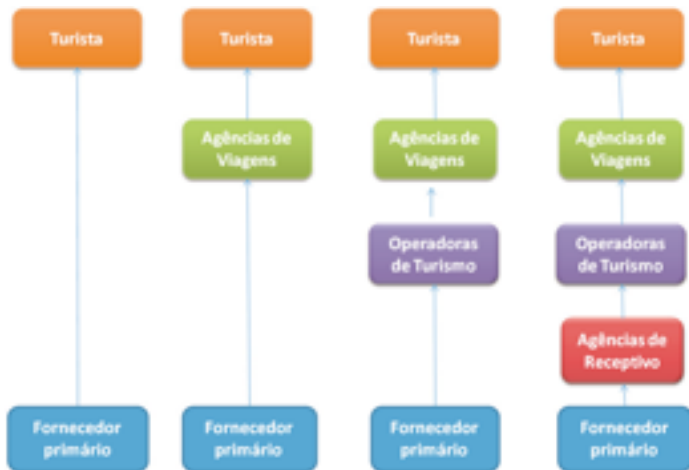 Turista
Turista
Turista
Turista
Agências de
Viagens
Agências de
Viagens
Agências de
Viagens
Operadoras
de Turismo
Operadoras
de Turismo
Agências de
Receptivo
Fornecedor
primário
Fornecedor
primário
Fornecedor
primário
Fornecedor
primário